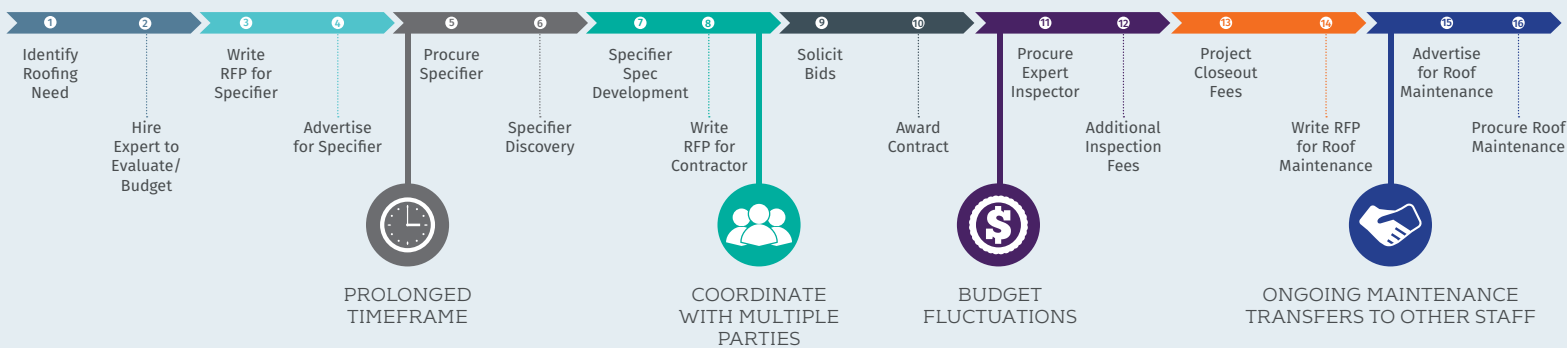 1
Identify
Roofing
Need
2
Hire
Expert to
Evaluate/
Budget
3
Write
RFP for
Specifier
4
Advertise
for Specifier
5
Procure
Specifier
6
Specifier
Discovery
7
Specifier
Spec
Development
8
Write
RFP for
Contractor
9
Solicit
Bids
10
Award
Contract
11
Procure
Expert
Inspector
12
Additional
Inspection
Fees
13
Project
Closeout
Fees
14
Write RFP
for Roof
Maintenance
15
Advertise
for Roof
Maintenance
16
Procure Roof
Maintenance
PROLONGED
TIMEFRAME
COORDINATE
WITH MULTIPLE
PARTIES
$
BUDGET
FLUCTUATIONS
ONGOING MAINTENANCE
TRANSFERS TO OTHER STAFF